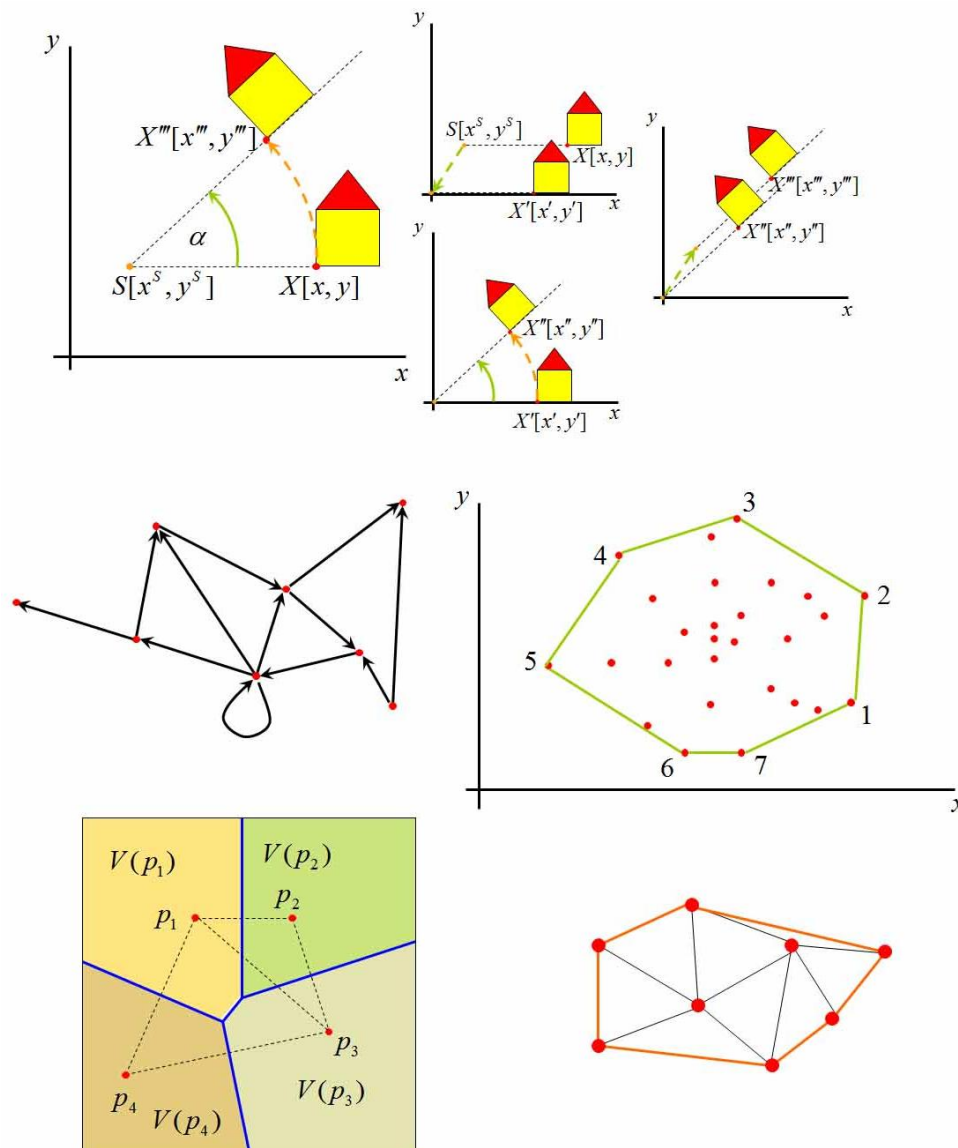 y
X'''[x''', y''']
α
S[x^S, y^S]
X[x, y]
x
y
S[x^S, y^S]
X[x, y]
X'[x', y']
x
y
X''[x'', y'']
X'[x', y']
x
y
X'''[x''', y''']
X''[x'', y'']
x
y
3
4
2
5
1
6
7
x
V(p₁)
V(p₂)
p₁
p₂
p₃
p₄
V(p₃)
V(p₄)